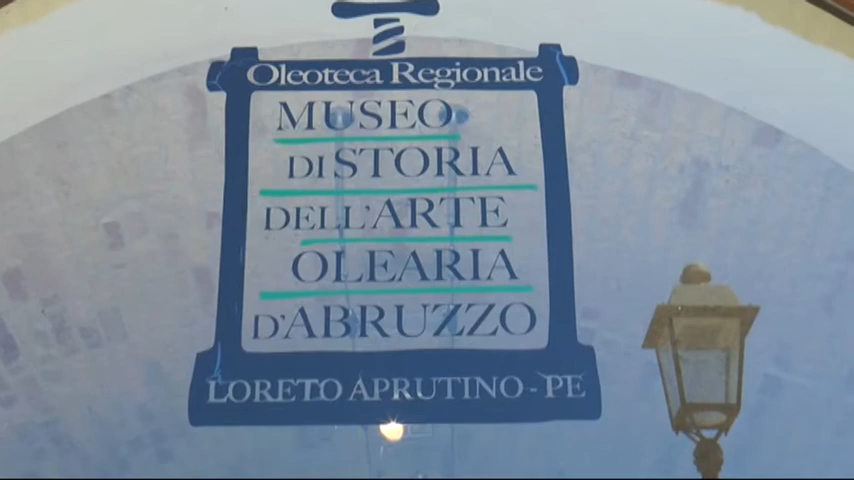 Oleoteca Regionale
MUSEO
DI STORIA
DELL'ARTE
OLEARIA
D'ABRUZZO
LORETO APRUTINO-PE